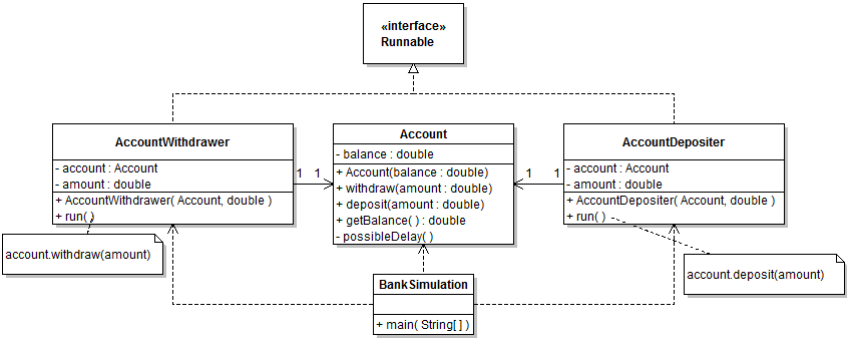 «interface»
Runnable
AccountWithdrawer
- account : Account
- amount : double
+ AccountWithdrawer( Account, double )
+ run( )
account.withdraw(amount)
1 1
Account
- balance : double
+ Account(balance : double)
+ withdraw(amount : double)
+ deposit(amount : double)
+ getBalance( ) : double
- possibleDelay( )
1 1
AccountDepositer
- account : Account
- amount : double
+ AccountDepositer( Account, double )
+ run( )
account.deposit(amount)
BankSimulation
+ main( String[ ] )